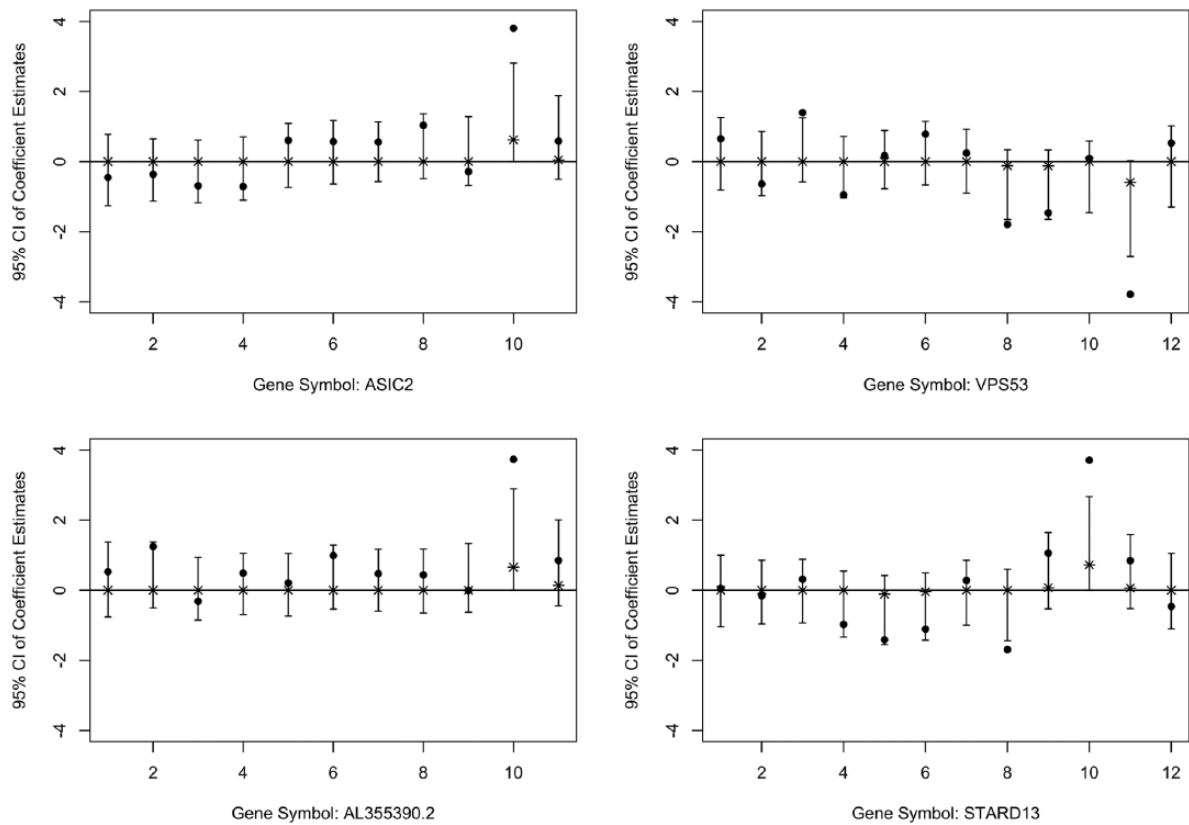 4
2
0
-2
-4
95% CI of Coefficient Estimates
2 4 6 8 10
Gene Symbol: ASIC2
4
2
0
-2
-4
95% CI of Coefficient Estimates
2 4 6 8 10 12
Gene Symbol: VPS53
4
2
0
-2
-4
95% CI of Coefficient Estimates
2 4 6 8 10
Gene Symbol: AL355390.2
4
2
0
-2
-4
95% CI of Coefficient Estimates
2 4 6 8 10 12
Gene Symbol: STARD13